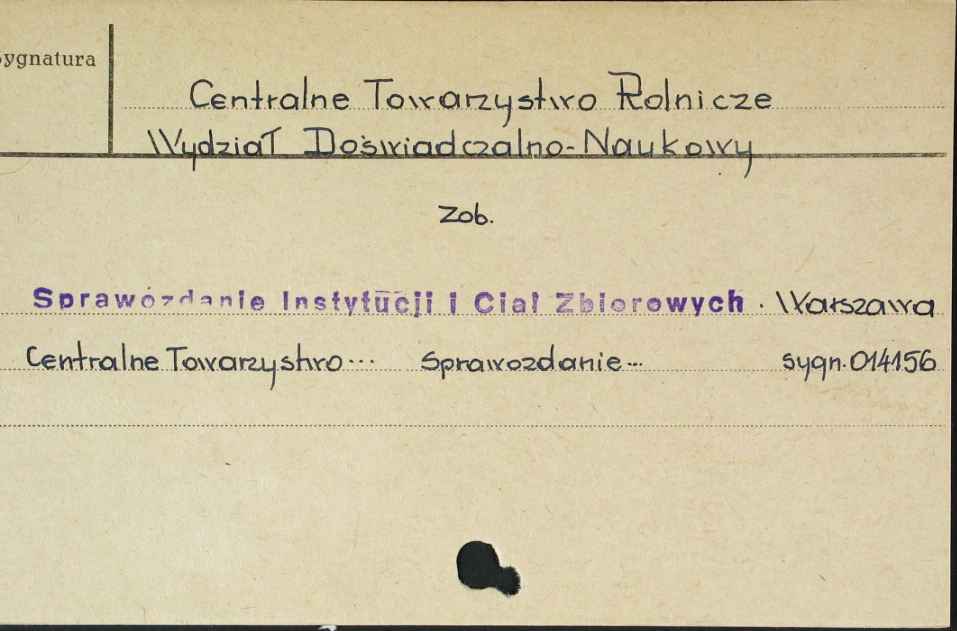 Sygnatura
Centralne Towarzystwo Rolnicze
Wydział Doświadczalno-Naukowy
Zob.
Sprawozdanie Instytucji i Ciał Zbiorowych. Warszawa
Centralne Towarzystwo... Sprawozdanie... sygn. 014156